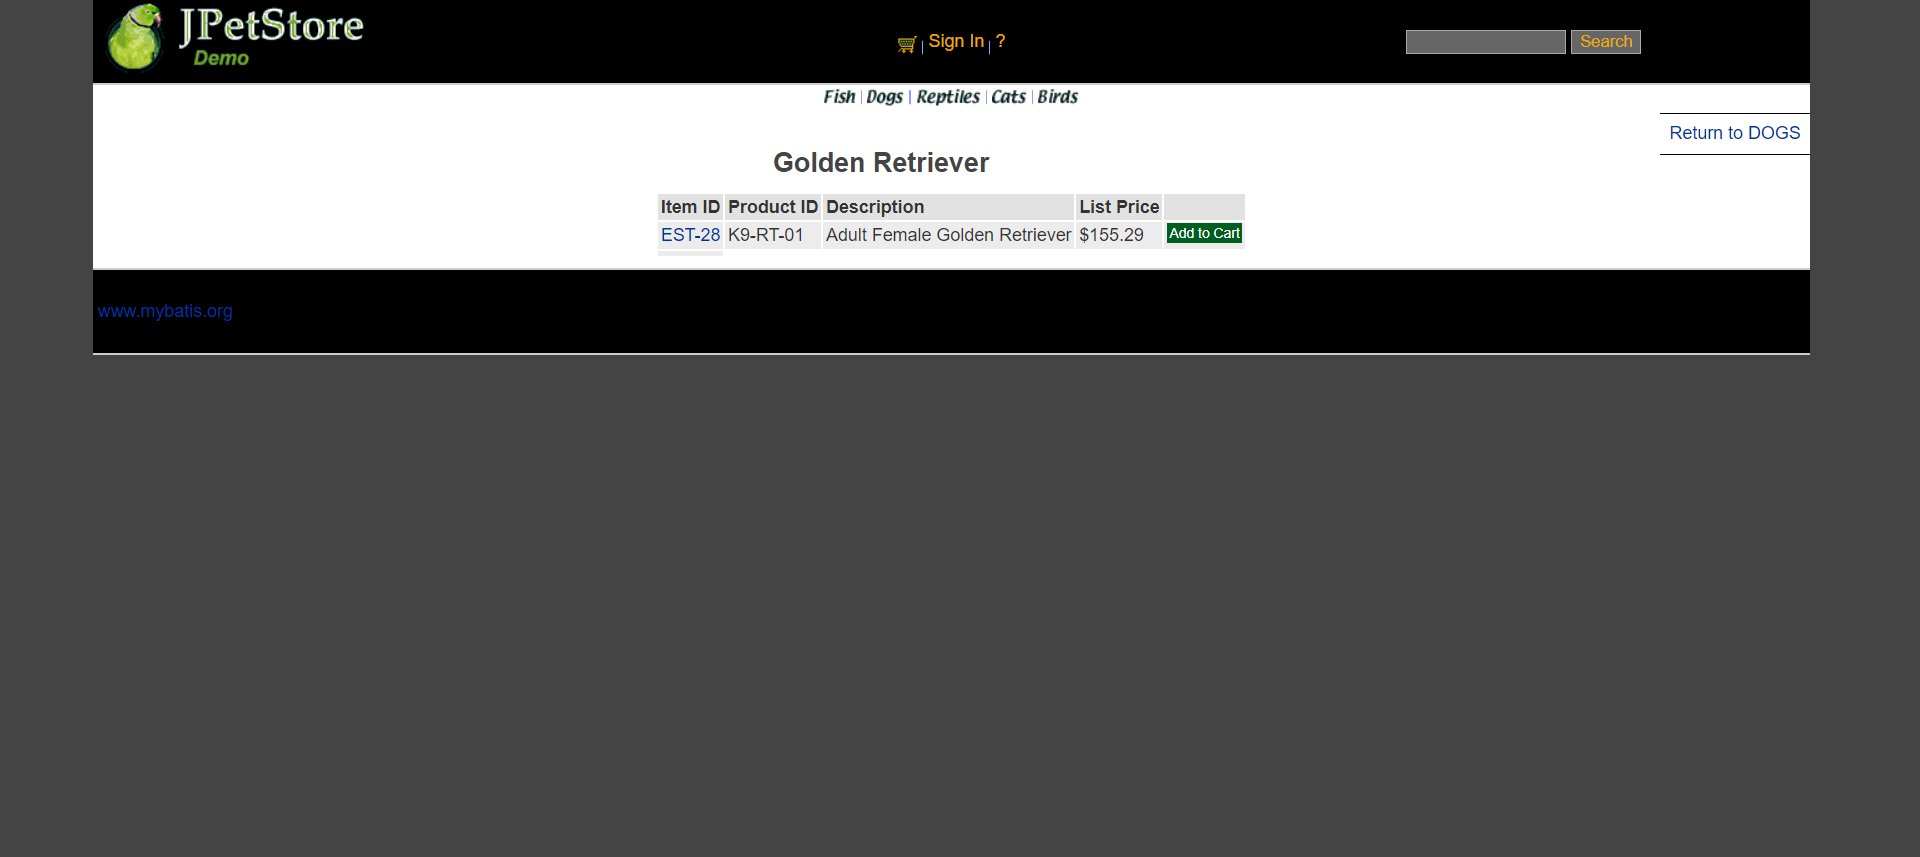 JPetStore
Demo
Sign In
?
Search
Fish Dogs Reptiles Cats Birds
Return to DOGS
Golden Retriever
Item ID Product ID Description List Price
EST-28 K9-RT-01 Adult Female Golden Retriever $155.29 Add to Cart
www.mybatis.org